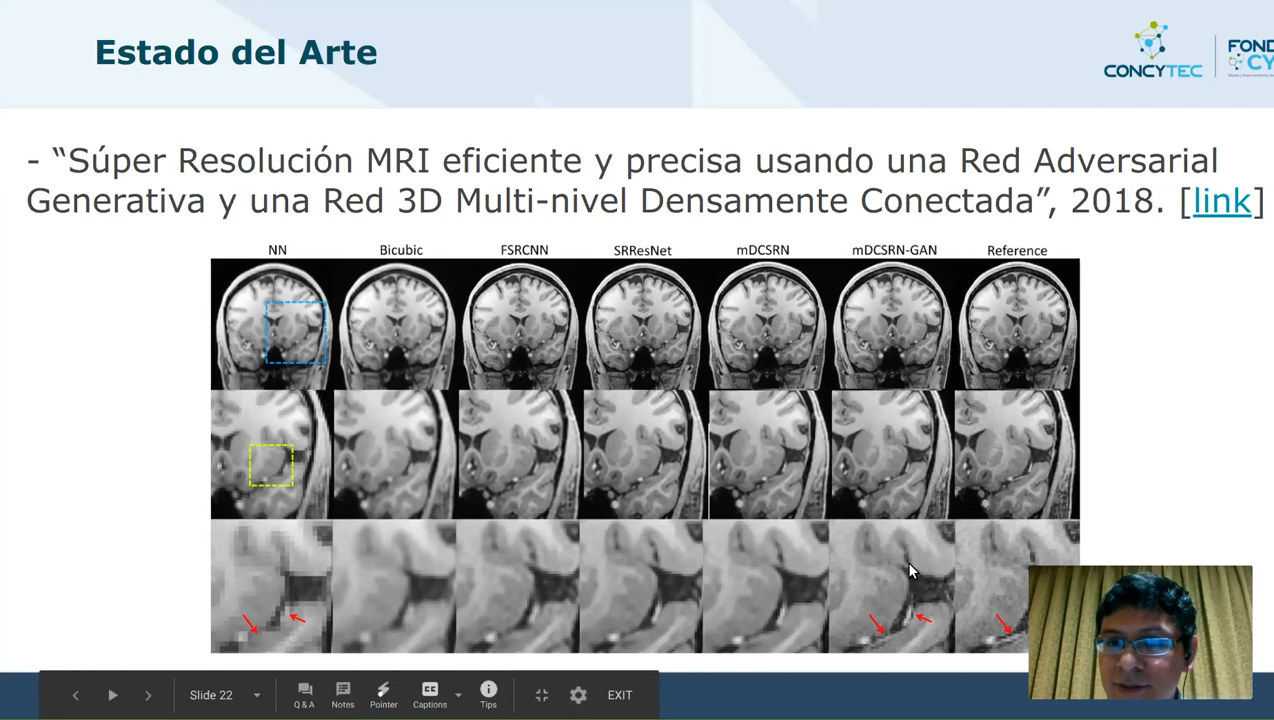 Estado del Arte
CONCYTEC
FOND
CY
- “Súper Resolución MRI eficiente y precisa usando una Red Adversarial
Generativa y una Red 3D Multi-nivel Densamente Conectada”, 2018. [link]
NN Bicubic FSRCNN SRResNet mDCSRN mDCSRN-GAN Reference
Slide 22 Q & A Notes Pointer Captions Tips EXIT